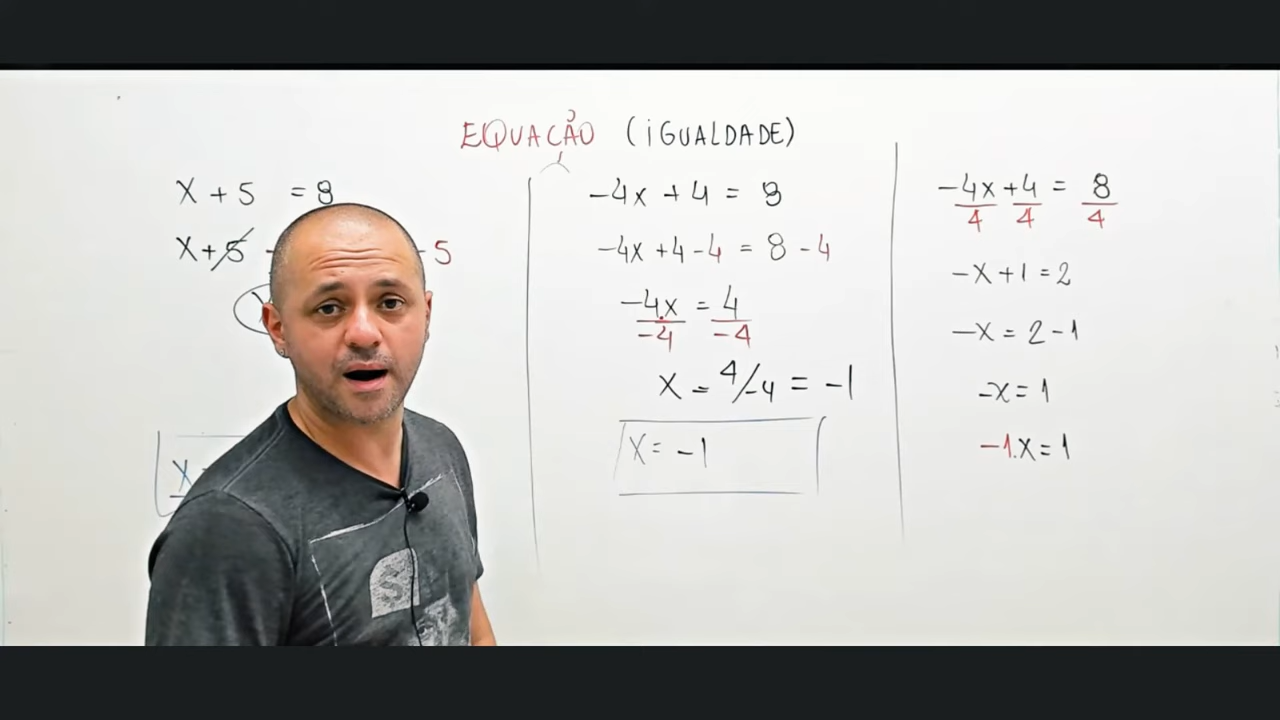 EQUAÇÃO (IGUALDADE)
X + 5 = 8
X + 5 - 5
X
-4x + 4 = 8
-4x + 4 - 4 = 8 - 4
-4x = 4
-4 -4
x = 4/-4 = -1
X = -1
-4x + 4 = 8
4 4 4
-x + 1 = 2
-x = 2 - 1
-x = 1
-1.x = 1
S